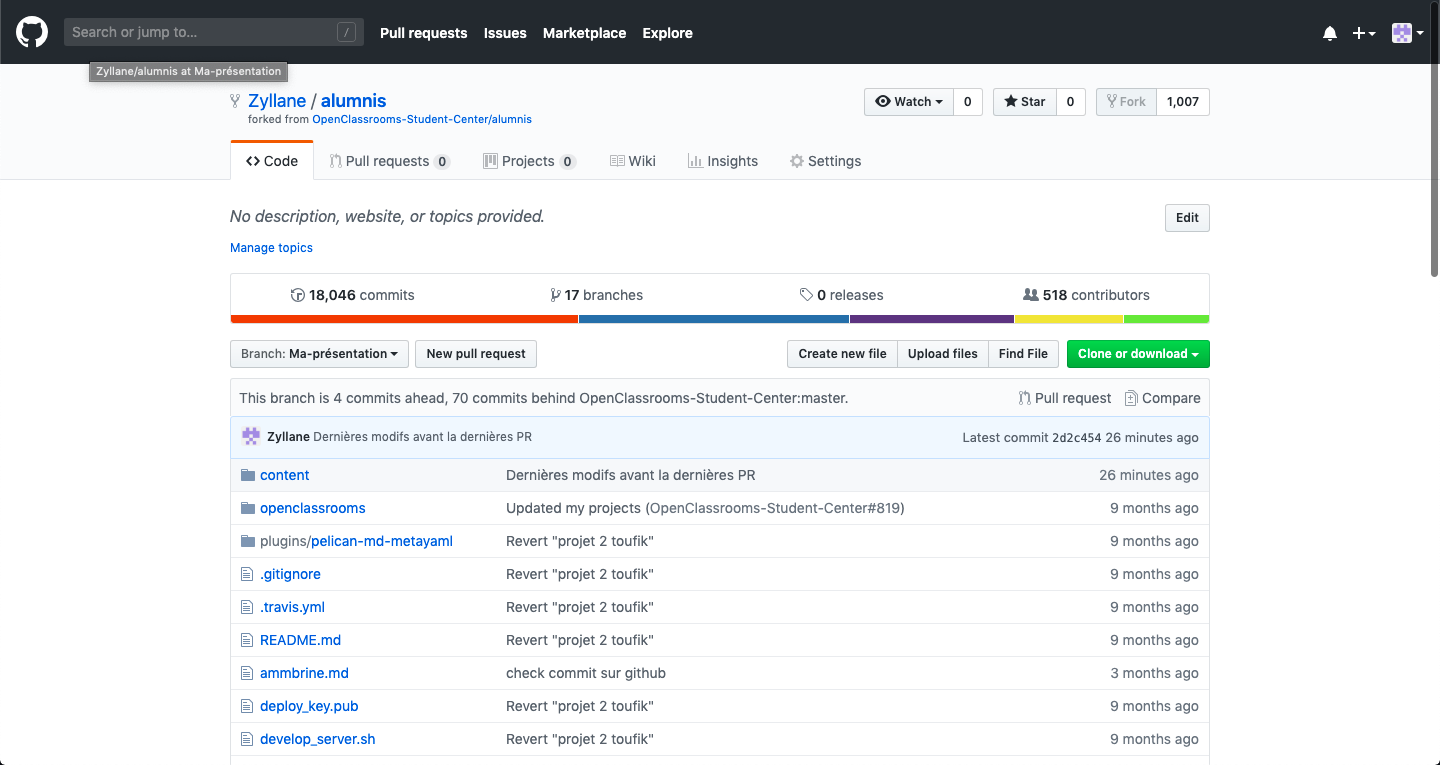 Search or jump to... / Pull requests Issues Marketplace Explore
Zyllane/alumnis at Ma-présentation
Zyllane / alumnis Watch 0 Star 0 Fork 1,007
forked from OpenClassrooms-Student-Center/alumnis
Code Pull requests 0 Projects 0 Wiki Insights Settings
No description, website, or topics provided. Edit
Manage topics
18,046 commits 17 branches 0 releases 518 contributors
Branch: Ma-présentation New pull request Create new file Upload files Find File Clone or download
This branch is 4 commits ahead, 70 commits behind OpenClassrooms-Student-Center:master. Pull request Compare
Zyllane Dernières modifs avant la dernières PR Latest commit 2d2c454 26 minutes ago
content Dernières modifs avant la dernières PR 26 minutes ago
openclassrooms Updated my projects (OpenClassrooms-Student-Center#819) 9 months ago
plugins/pelican-md-metayaml Revert "projet 2 toufik" 9 months ago
.gitignore Revert "projet 2 toufik" 9 months ago
.travis.yml Revert "projet 2 toufik" 9 months ago
README.md Revert "projet 2 toufik" 9 months ago
ammbrine.md check commit sur github 3 months ago
deploy_key.pub Revert "projet 2 toufik" 9 months ago
develop_server.sh Revert "projet 2 toufik" 9 months ago